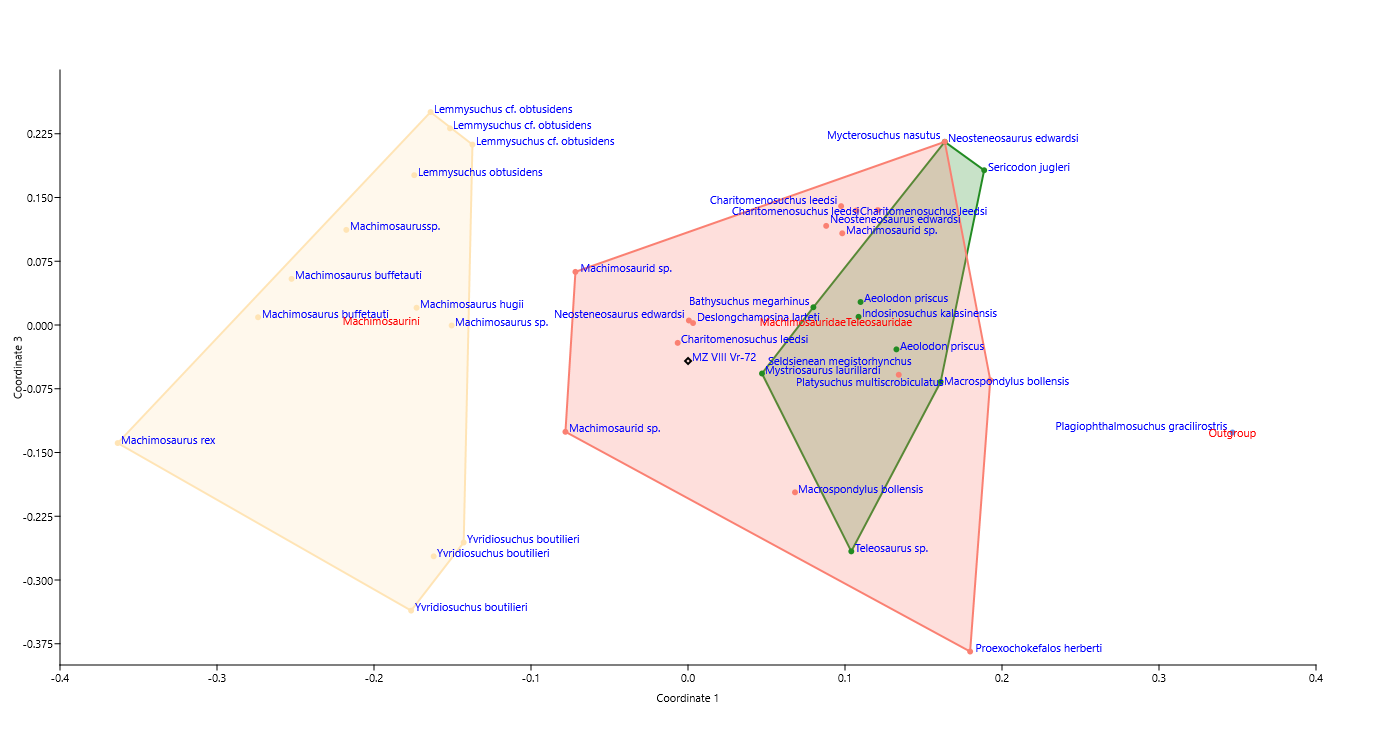 Lemmysuchus cf. obtusidens
Lemmysuchus cf. obtusidens
0.225
Mycterosuchus nasutus
Neosteneosaurus edwardsi
Lemmysuchus cf. obtusidens
Sericodon jugleri
Lemmysuchus obtusidens
0.150
Charitomenosuchus leedsi
Charitomenosuchus leedsi
Charitomenosuchus leedsi
Neosteneosaurus edwardsi
Machimosaurussp.
Machimosaurid sp.
0.075
Machimosaurid sp.
Machimosaurus buffetauti
Aeolodon priscus
Bathysuchus megarhinus
Machimosaurus hugii
Machimosaurus buffetauti
Neosteneosaurus edwardsi
Indosinosuchus kalasinensis
Deslongchampsina larteti
Machimosaurini
Machimosaurus sp.
MachimosauridaeTeleosauridae
0.000
Charitomenosuchus leedsi
Aeolodon priscus
MZ VIII Vr-72
Seldsienean megistorhynchus
Mystriosaurus laurillardi
Coordinate 3
Platysuchus multiscrobiculatus
Macrospondylus bollensis
-0.075
Plagiophthalmosuchus gracilirostris
Machimosaurid sp.
Outgroup
Machimosaurus rex
-0.150
Macrospondylus bollensis
-0.225
Yvridiosuchus boutilieri
Teleosaurus sp.
Yvridiosuchus boutilieri
-0.300
Yvridiosuchus boutilieri
-0.375
Proexochokefalos herberti
-0.4
-0.3
-0.2
-0.1
0.0
0.1
0.2
0.3
0.4
Coordinate 1